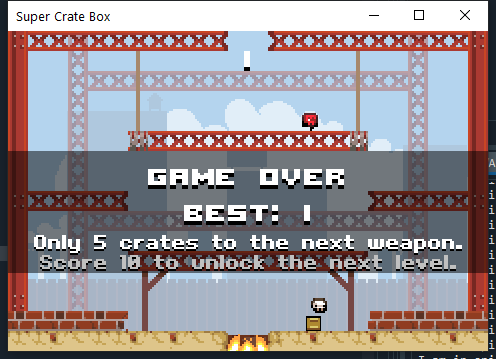 Super Crate Box
1
GAME OVER
BEST: 1
Only 5 crates to the next weapon.
Score 10 to unlock the next level.